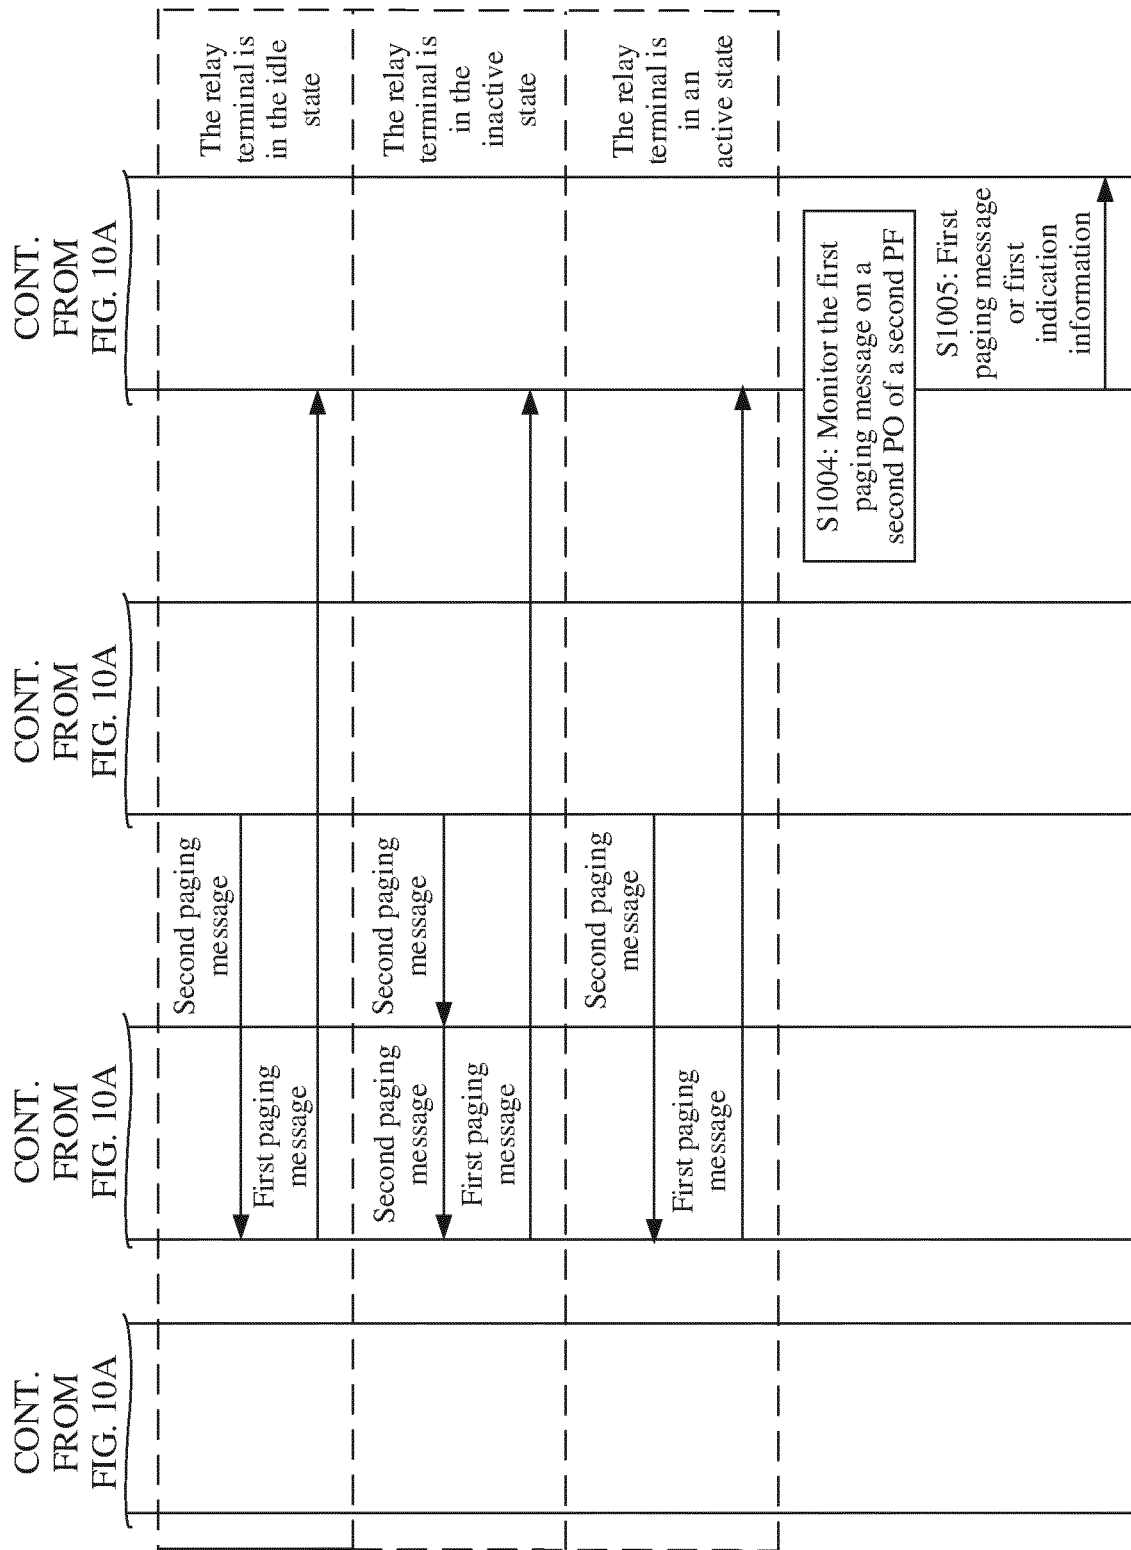 CONT.
FROM
FIG. 10A
CONT.
FROM
FIG. 10A
CONT.
FROM
FIG. 10A
CONT.
FROM
FIG. 10A
Second paging
message
First paging
message
The relay
terminal is
in the idle
state
Second paging
message
Second paging
message
First paging
message
The relay
terminal is
in the
inactive
state
Second paging
message
First paging
message
The relay
terminal is
in an
active state
S1004: Monitor the first
paging message on a
second PO of a second PF
S1005: First
paging message
or first
indication
information